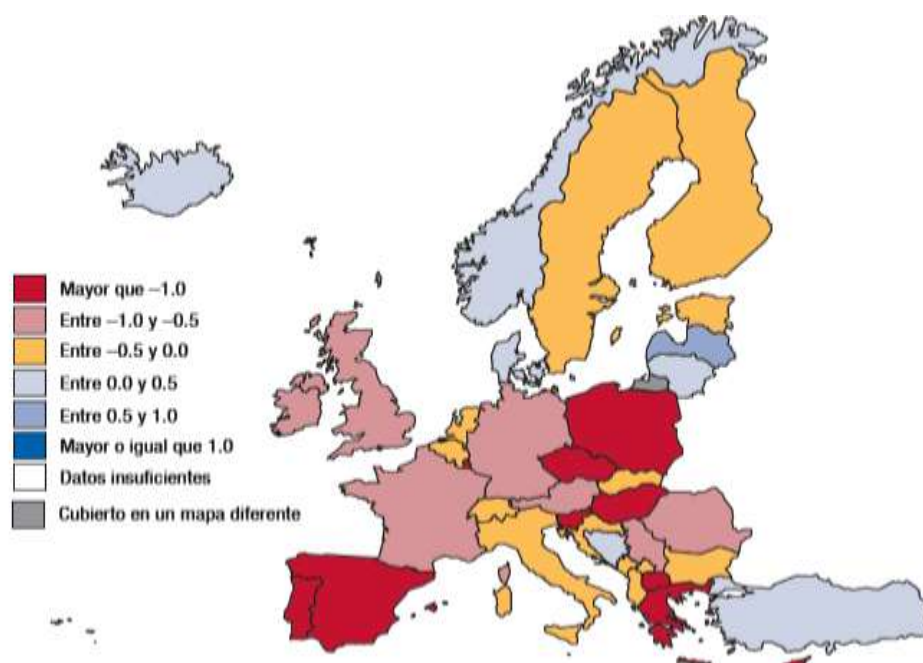 Mayor que –1.0
Entre –1.0 y –0.5
Entre –0.5 y 0.0
Entre 0.0 y 0.5
Entre 0.5 y 1.0
Mayor o igual que 1.0
Datos insuficientes
Cubierto en un mapa diferente